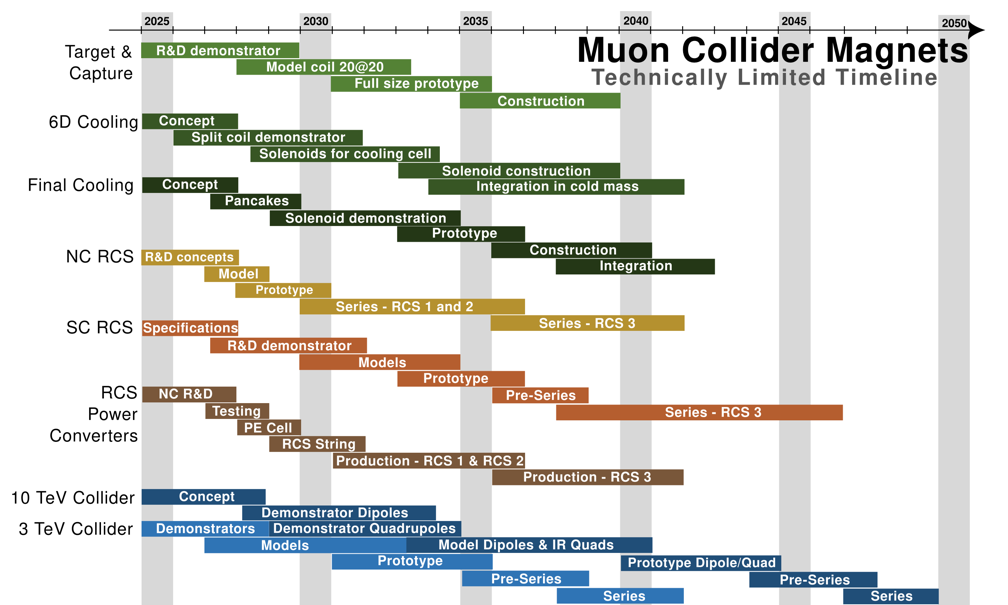 2025 2030 2035 2040 2045 2050
Muon Collider Magnets
Technically Limited Timeline
Target &
Capture
R&D demonstrator
Model coil 20@20
Full size prototype
Construction
6D Cooling
Concept
Split coil demonstrator
Solenoids for cooling cell
Solenoid construction
Integration in cold mass
Final Cooling
Concept
Pancakes
Solenoid demonstration
Prototype
Construction
Integration
NC RCS
R&D concepts
Model
Prototype
Series - RCS 1 and 2
Series - RCS 3
SC RCS
Specifications
R&D demonstrator
Models
Prototype
Pre-Series
Series - RCS 3
RCS
Power
Converters
NC R&D
Testing
PE Cell
RCS String
Production - RCS 1 & RCS 2
Production - RCS 3
10 TeV Collider
Concept
Demonstrator Dipoles
3 TeV Collider
Demonstrators
Demonstrator Quadrupoles
Models
Model Dipoles & IR Quads
Prototype
Prototype Dipole/Quad
Pre-Series
Pre-Series
Series
Series